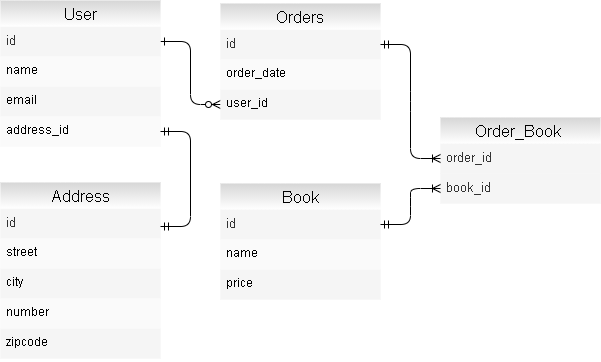 User
id
name
email
address_id
Orders
id
order_date
user_id
Order_Book
order_id
book_id
Address
id
street
city
number
zipcode
Book
id
name
price